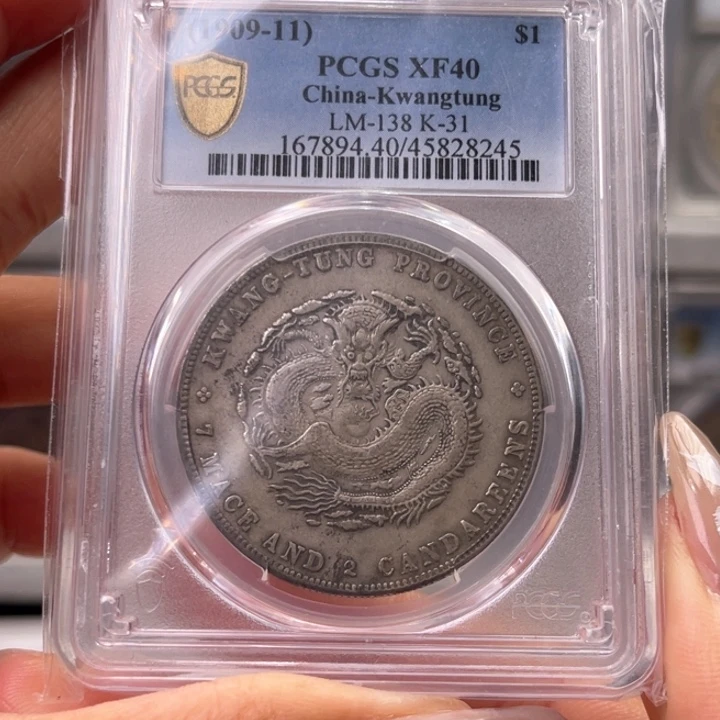 (1909-11) $1
PCGS XF40
China-Kwangtung
LM-138 K-31
167894.40/45828245
PCGS
KWANG-TUNG PROVINCE
7 MACE AND 2 CANDAREENS
PCGS